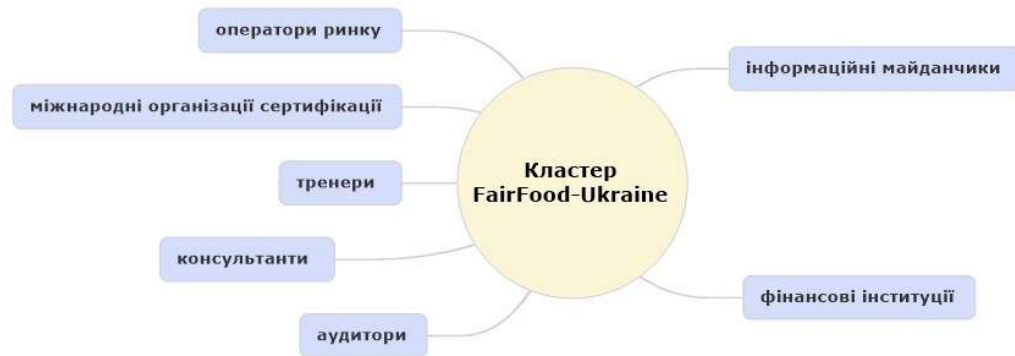 оператори ринку
міжнародні організації сертифікації
тренери
консультанти
аудитори
Кластер
FairFood-Ukraine
інформаційні майданчики
фінансові інституції